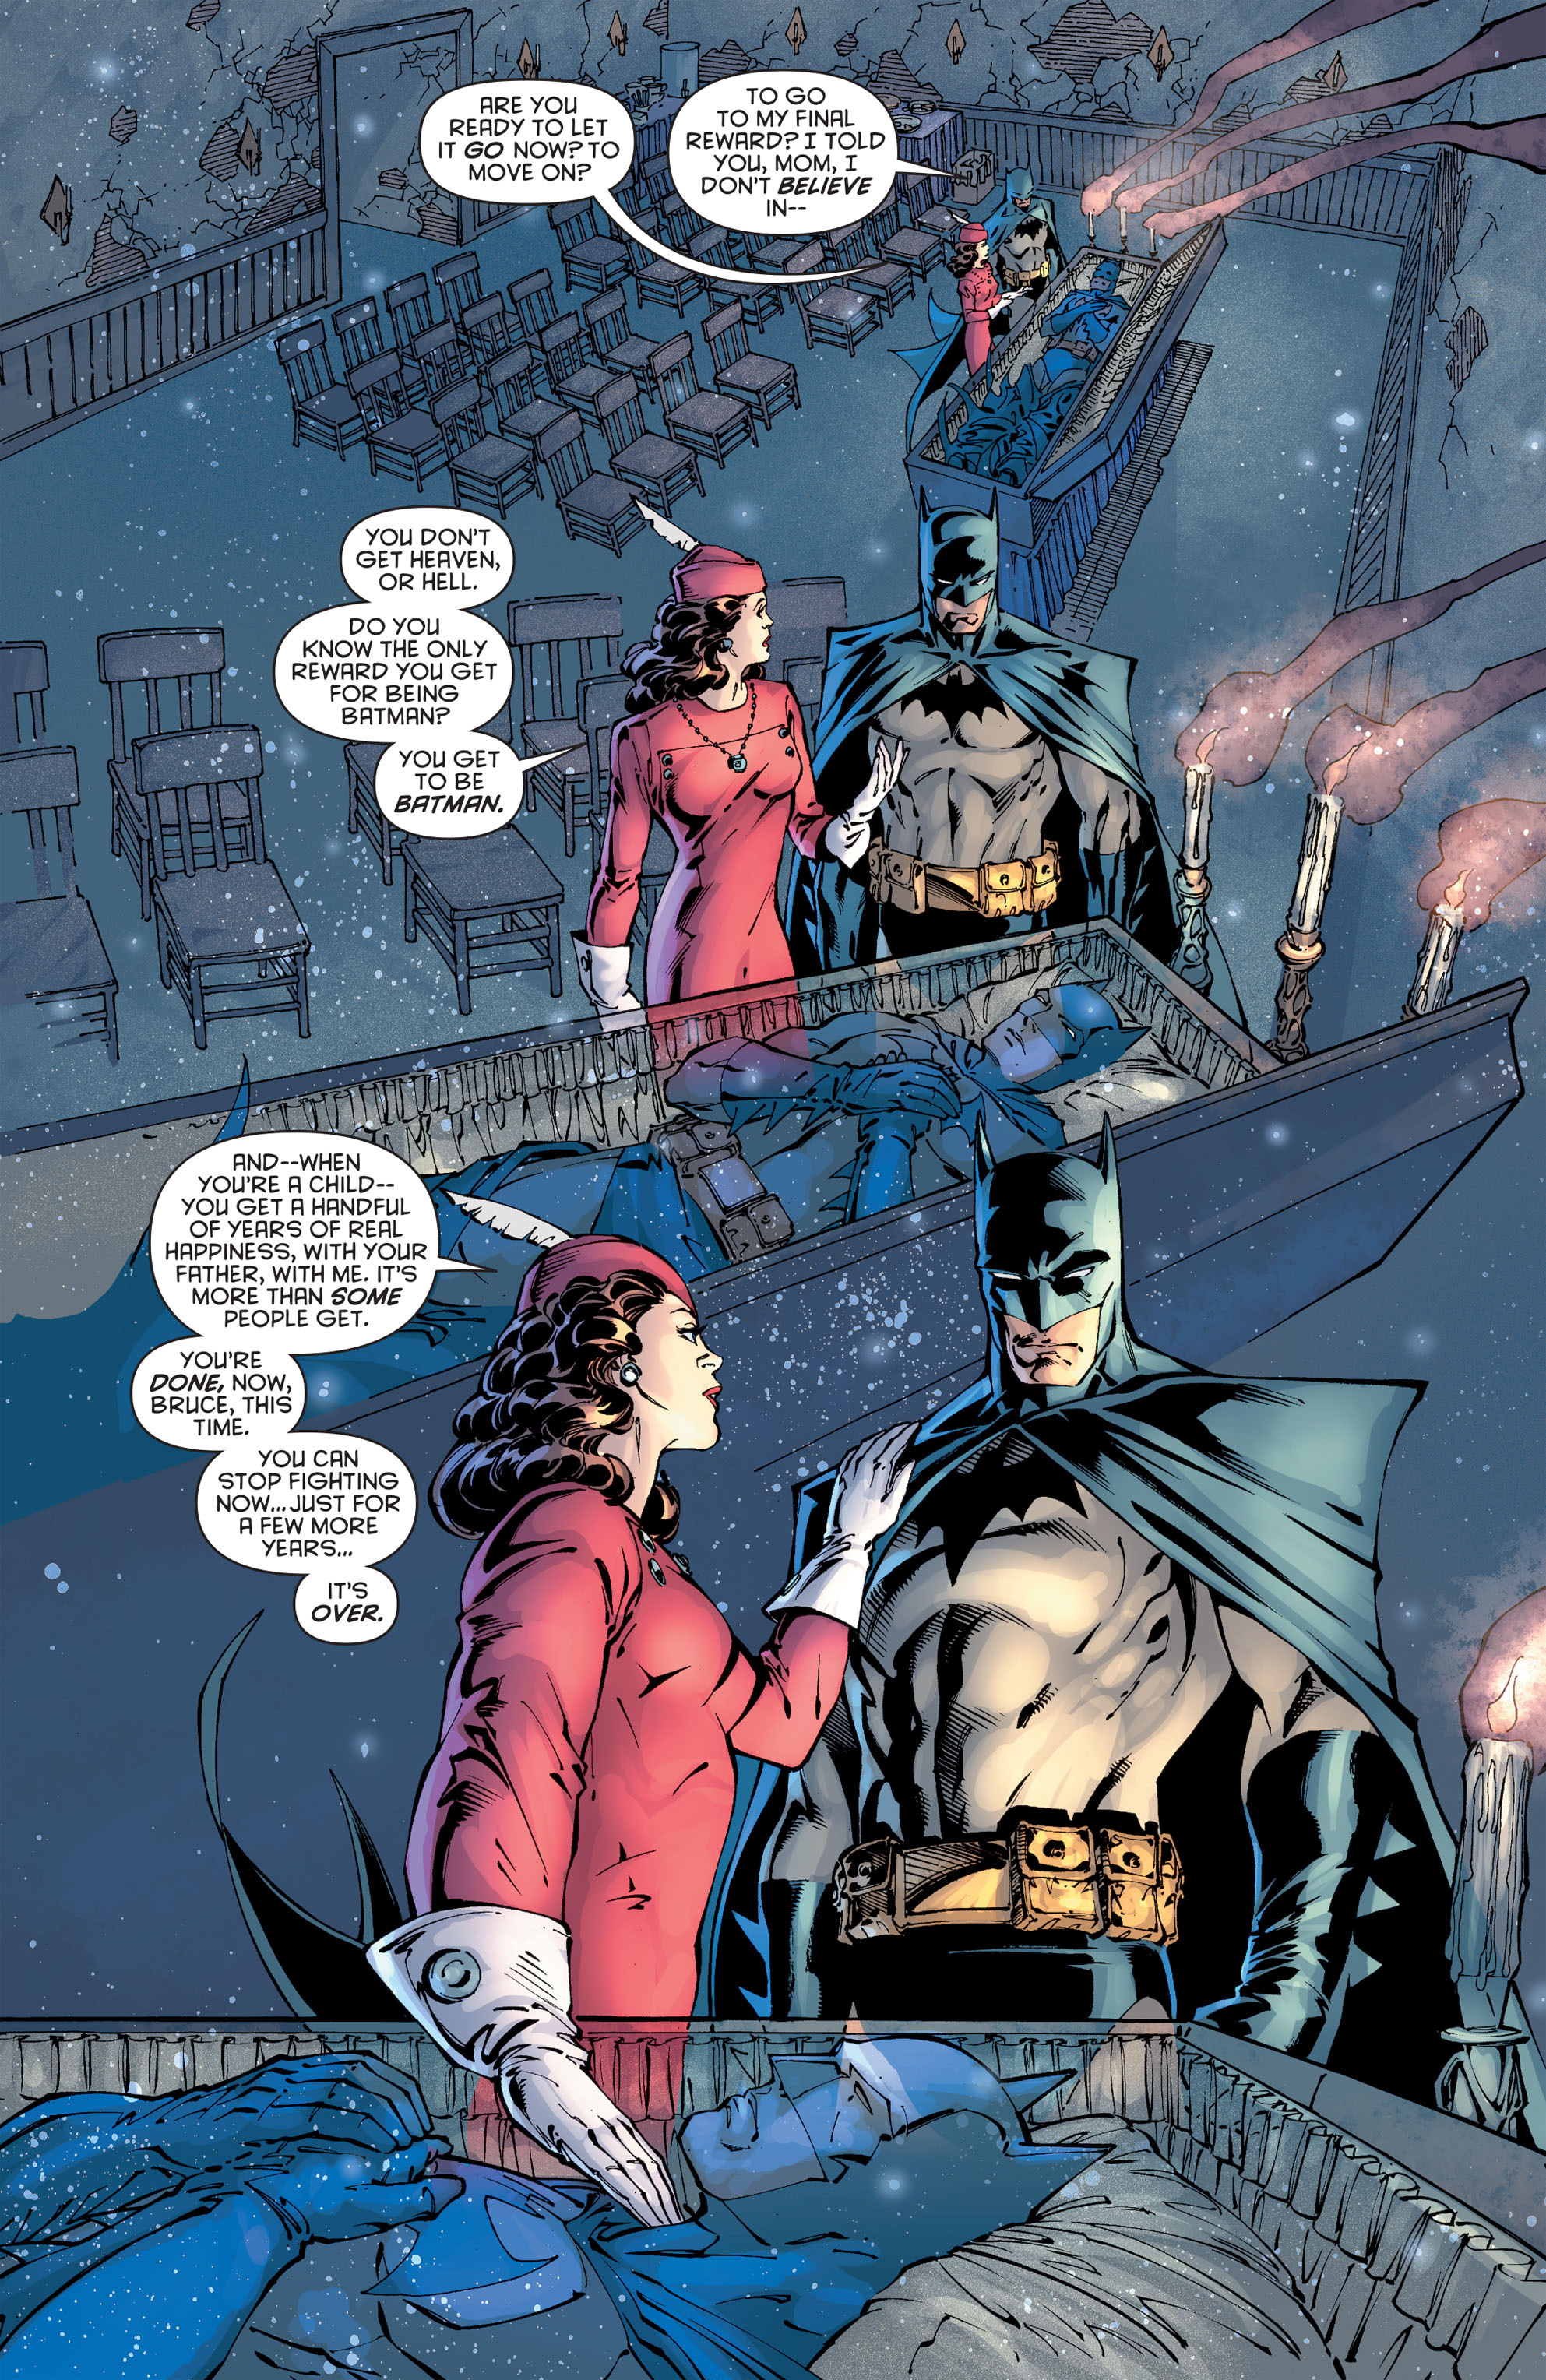 ARE YOU
READY TO LET
IT GO NOW? TO
MOVE ON?
TO GO
TO MY FINAL
REWARD? I TOLD
YOU, MOM, I
DON'T BELIEVE
IN--
YOU DON'T
GET HEAVEN,
OR HELL.
DO YOU
KNOW THE ONLY
REWARD YOU GET
FOR BEING
BATMAN?
YOU GET
TO BE
BATMAN.
AND--WHEN
YOU'RE A CHILD--
YOU GET A HANDFUL
OF YEARS OF REAL
HAPPINESS, WITH YOUR
FATHER, WITH ME. IT'S
MORE THAN SOME
PEOPLE GET.
YOU'RE
DONE, NOW,
BRUCE, THIS
TIME.
YOU CAN
STOP FIGHTING
NOW...JUST FOR
A FEW MORE
YEARS...
IT'S
OVER.